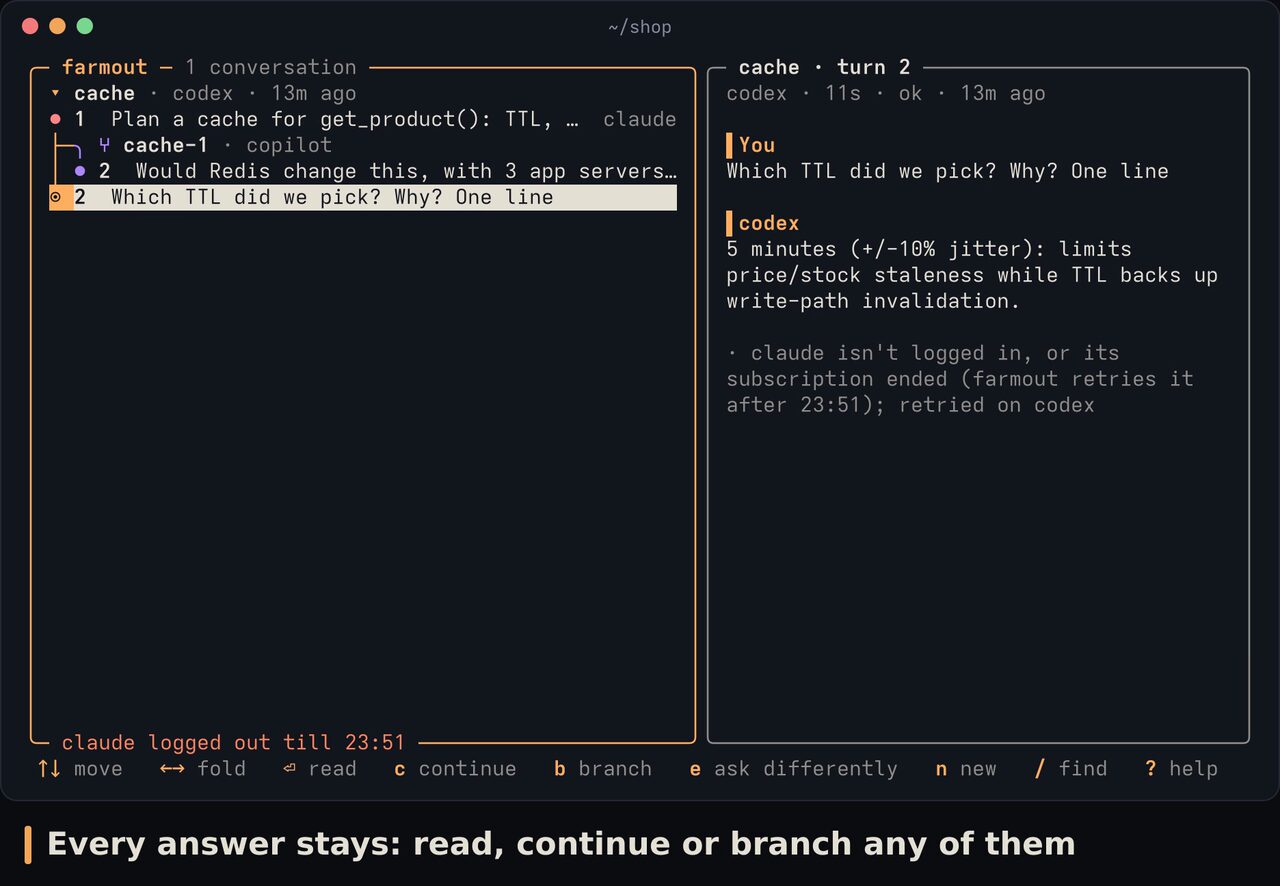 ~/shop
farmout — 1 conversation
▾ cache · codex · 13m ago
● 1 Plan a cache for get_product(): TTL, … claude
cache-1 · copilot
● 2 Would Redis change this, with 3 app servers…
2 Which TTL did we pick? Why? One line
claude logged out till 23:51
cache · turn 2
codex · 11s · ok · 13m ago
You
Which TTL did we pick? Why? One line
codex
5 minutes (+/-10% jitter): limits
price/stock staleness while TTL backs up
write-path invalidation.
· claude isn't logged in, or its
subscription ended (farmout retries it
after 23:51); retried on codex
↑↓ move ←→ fold ⏎ read c continue b branch e ask differently n new / find ? help
Every answer stays: read, continue or branch any of them